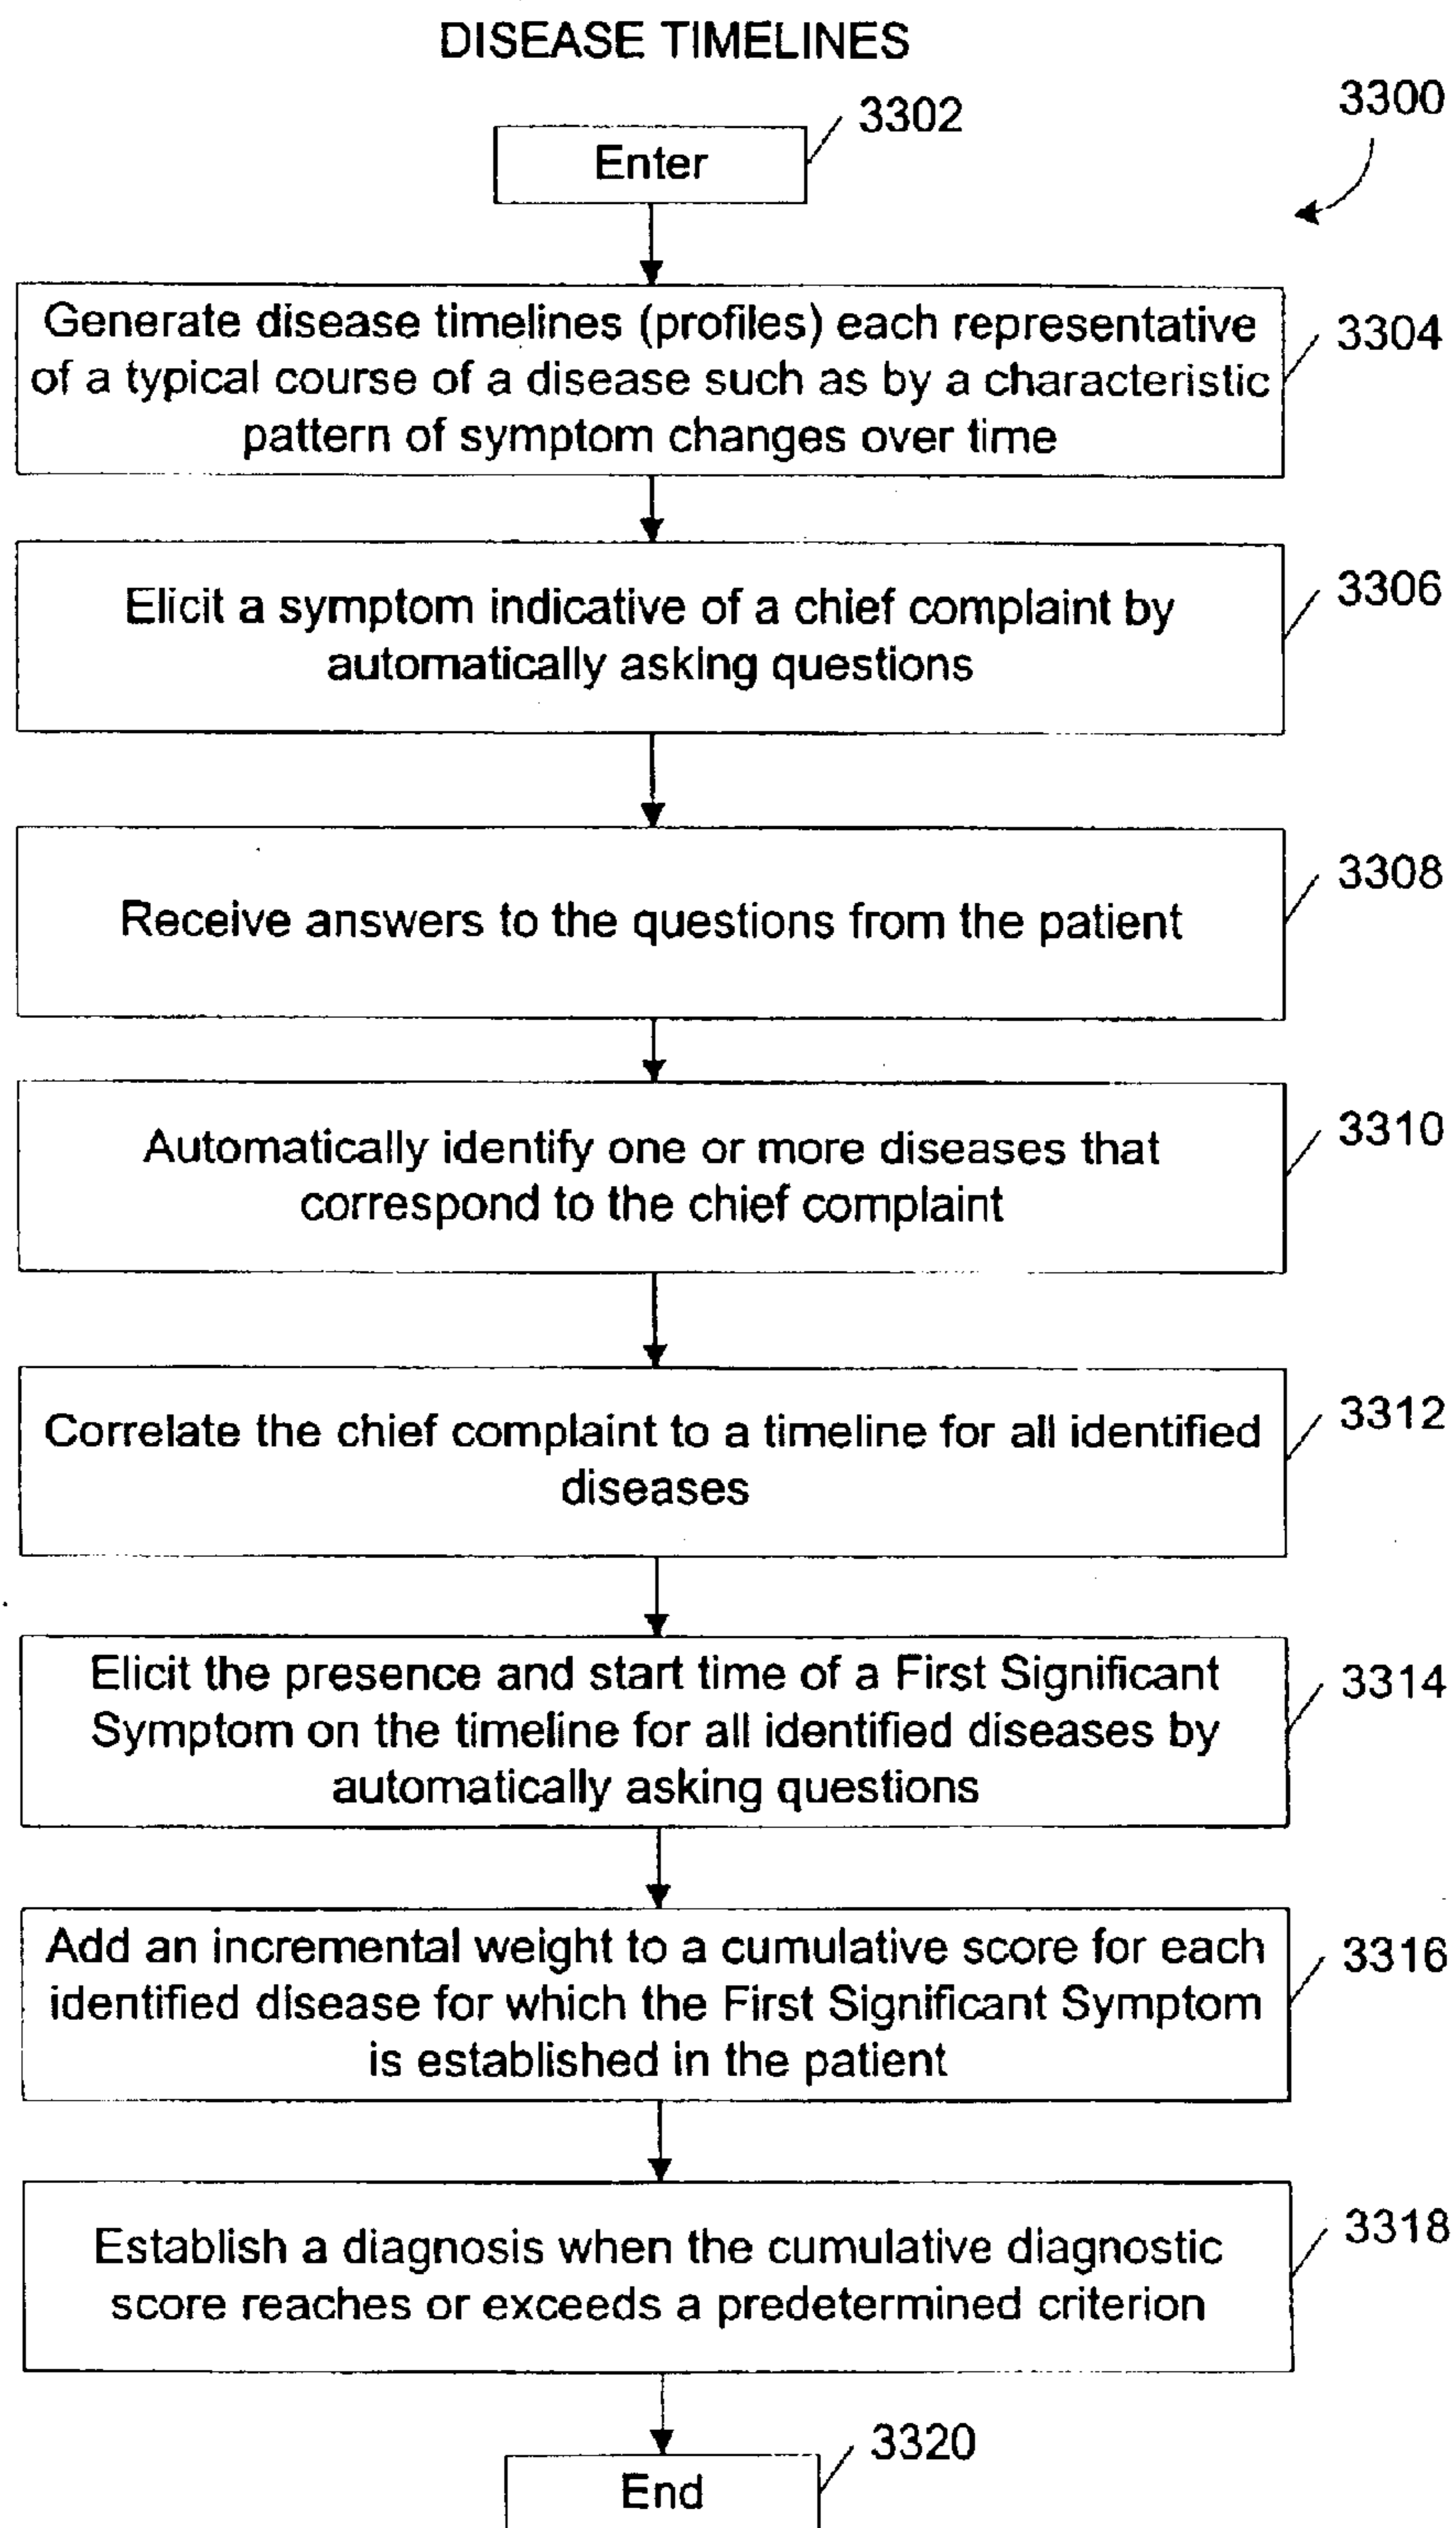 DISEASE TIMELINES
3300
3302
Enter
Generate disease timelines (profiles) each representative
of a typical course of a disease such as by a characteristic
pattern of symptom changes over time
3304
Elicit a symptom indicative of a chief complaint by
automatically asking questions
3306
Receive answers to the questions from the patient
3308
Automatically identify one or more diseases that
correspond to the chief complaint
3310
Correlate the chief complaint to a timeline for all identified
diseases
3312
Elicit the presence and start time of a First Significant
Symptom on the timeline for all identified diseases by
automatically asking questions
3314
Add an incremental weight to a cumulative score for each
identified disease for which the First Significant Symptom
is established in the patient
3316
Establish a diagnosis when the cumulative diagnostic
score reaches or exceeds a predetermined criterion
3318
3320
End